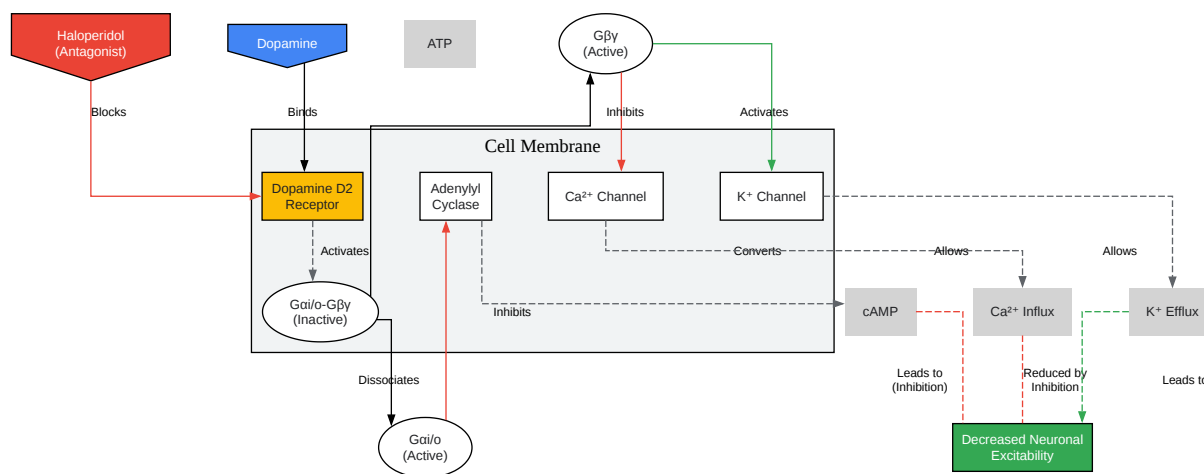 Haloperidol
(Antagonist)
Dopamine
ATP
Gβγ
(Active)
Blocks
Binds
Inhibits
Activates
Cell Membrane
Dopamine D2
Receptor
Adenylyl
Cyclase
Ca²⁺ Channel
K⁺ Channel
Activates
Converts
Allows
Allows
Gαi/o-Gβγ
(Inactive)
Inhibits
cAMP
Ca²⁺ Influx
K⁺ Efflux
Dissociates
Leads to
(Inhibition)
Reduced by
Inhibition
Leads to
Gαi/o
(Active)
Decreased Neuronal
Excitability